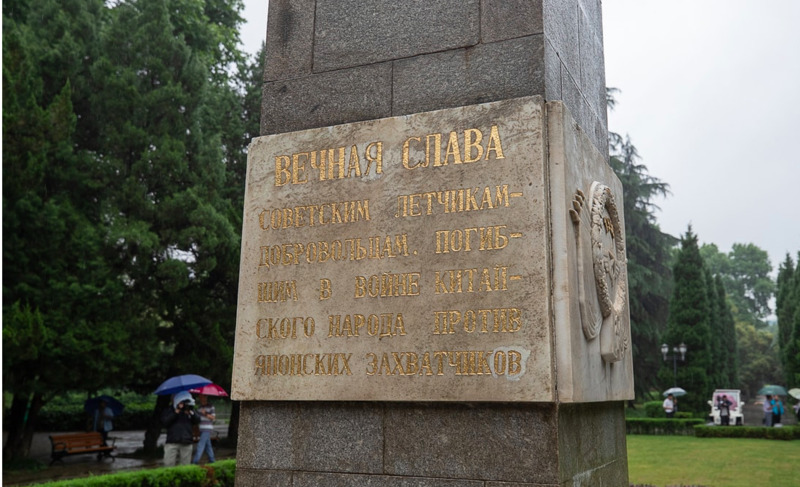 ВЕЧНАЯ СЛАВА
СОВЕТСКИМ ЛЕТЧИКАМ-
ДОБРОВОЛЬЦАМ, ПОГИБ-
ШИМ В ВОЙНЕ КИТАЙ-
СКОГО НАРОДА ПРОТИВ
ЯПОНСКИХ ЗАХВАТЧИКОВ